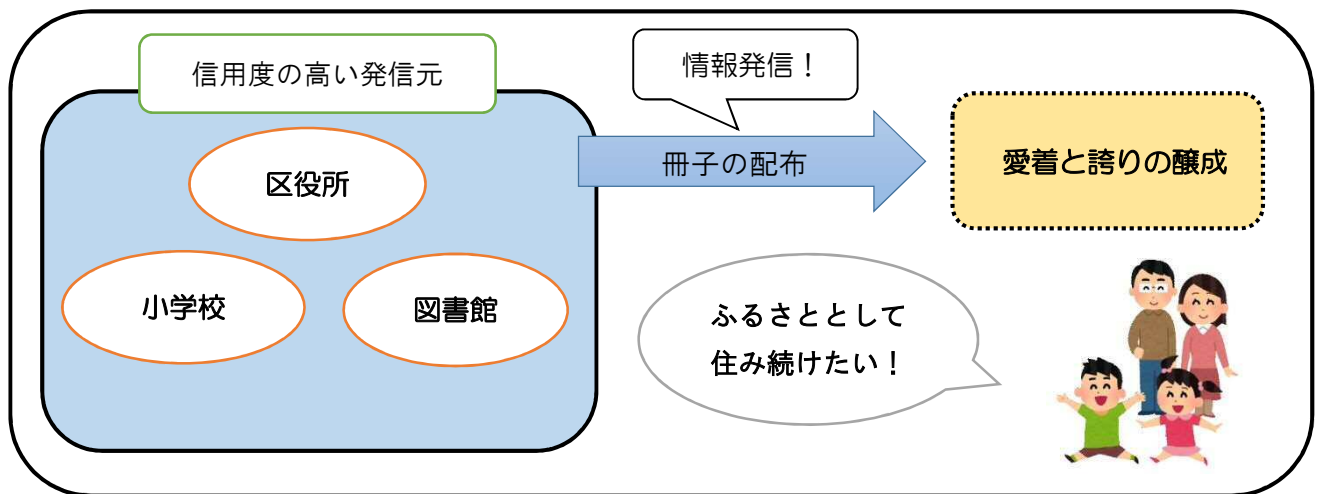 信用度の高い発信元
区役所
小学校
図書館
情報発信!
冊子の配布
愛着と誇りの醸成
ふるさととして
住み続けたい!